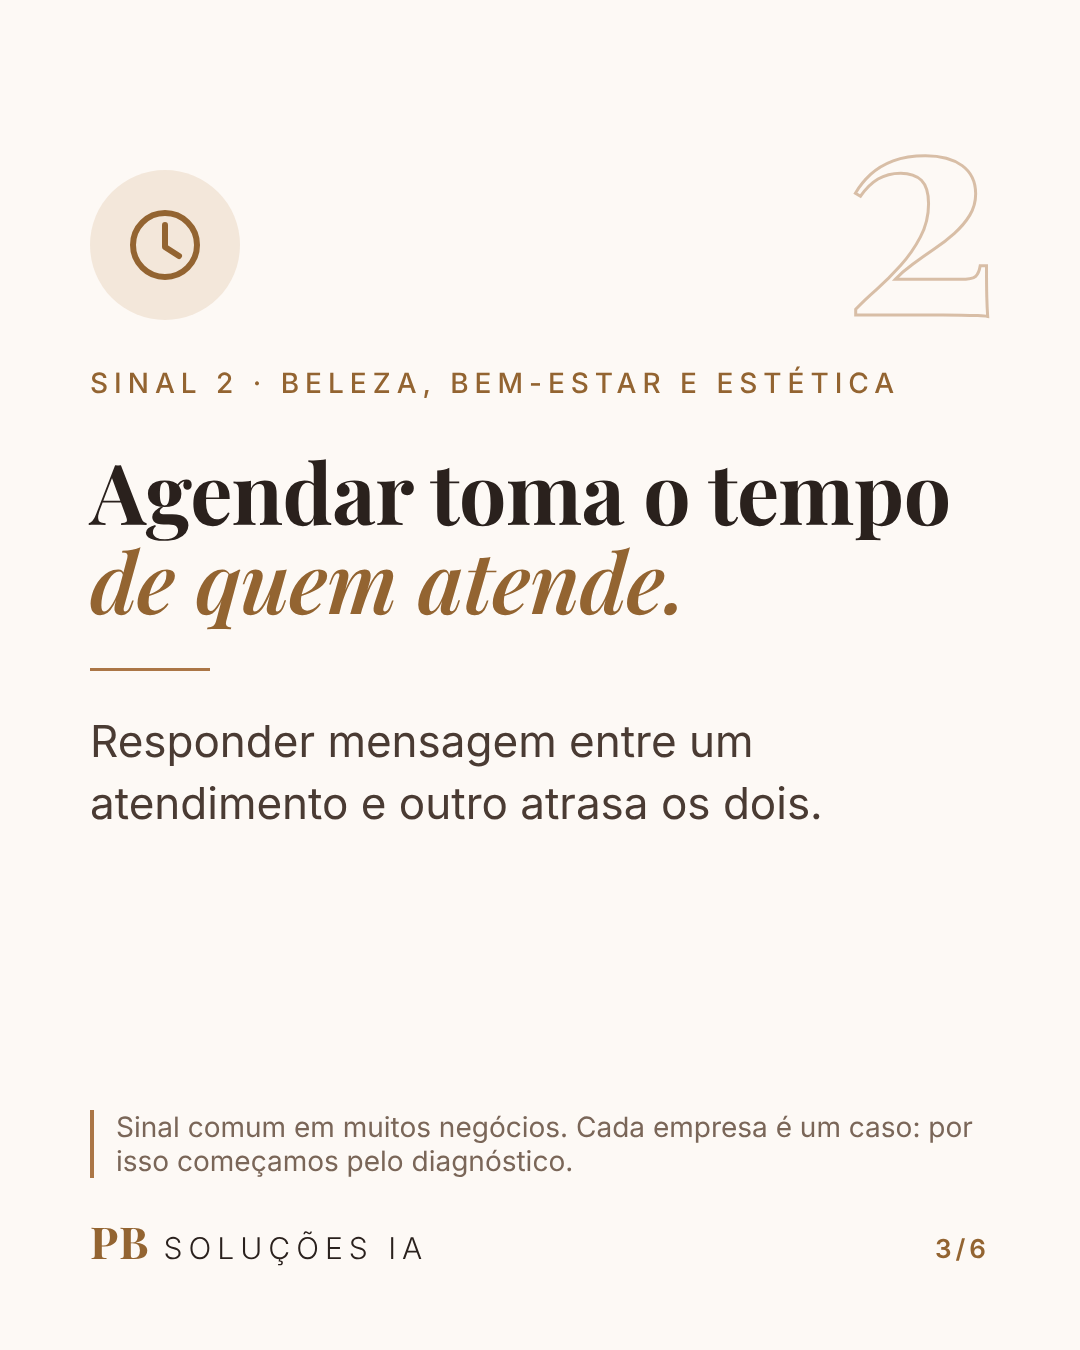 2
SINAL 2 · BELEZA, BEM-ESTAR E ESTÉTICA
Agendar toma o tempo
de quem atende.
Responder mensagem entre um
atendimento e outro atrasa os dois.
Sinal comum em muitos negócios. Cada empresa é um caso: por
isso começamos pelo diagnóstico.
PB SOLUÇÕES IA
3/6